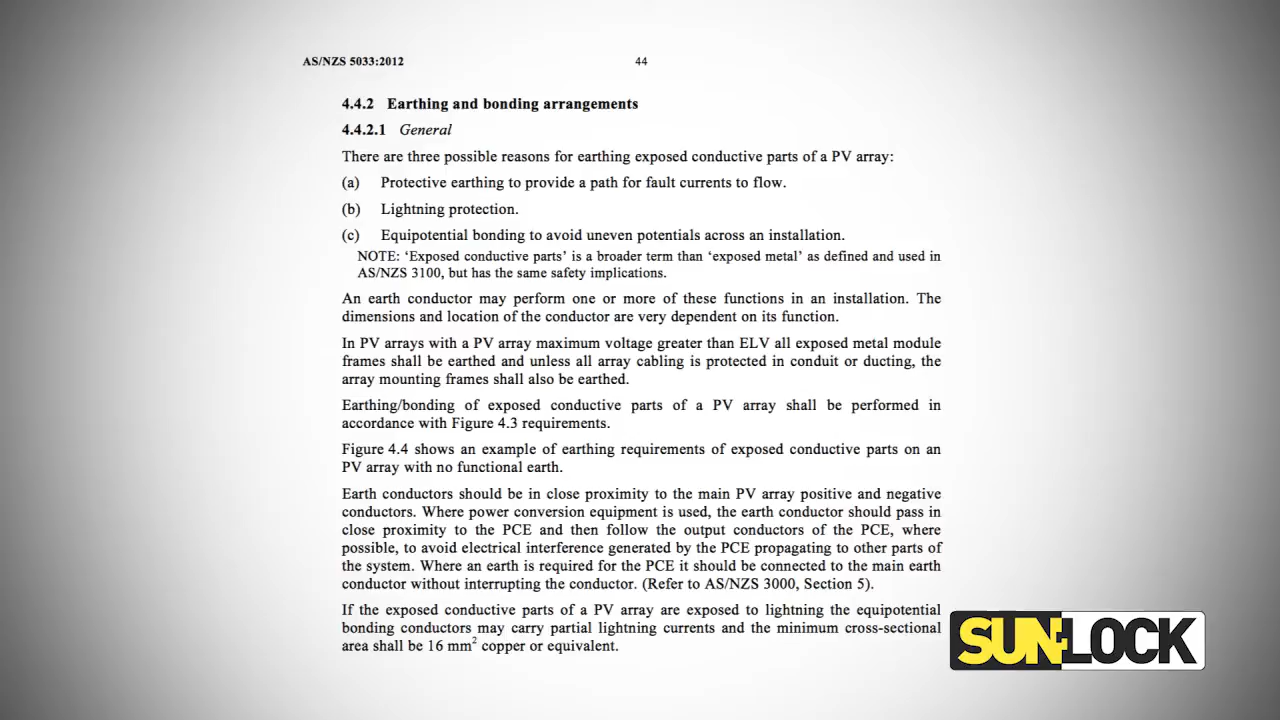 AS/NZS 5033:2012
44
4.4.2 Earthing and bonding arrangements
4.4.2.1 General
There are three possible reasons for earthing exposed conductive parts of a PV array:
(a) Protective earthing to provide a path for fault currents to flow.
(b) Lightning protection.
(c) Equipotential bonding to avoid uneven potentials across an installation.
NOTE: ‘Exposed conductive parts’ is a broader term than ‘exposed metal’ as defined and used in
AS/NZS 3100, but has the same safety implications.
An earth conductor may perform one or more of these functions in an installation. The
dimensions and location of the conductor are very dependent on its function.
In PV arrays with a PV array maximum voltage greater than ELV all exposed metal module
frames shall be earthed and unless all array cabling is protected in conduit or ducting, the
array mounting frames shall also be earthed.
Earthing/bonding of exposed conductive parts of a PV array shall be performed in
accordance with Figure 4.3 requirements.
Figure 4.4 shows an example of earthing requirements of exposed conductive parts on an
PV array with no functional earth.
Earth conductors should be in close proximity to the main PV array positive and negative
conductors. Where power conversion equipment is used, the earth conductor should pass in
close proximity to the PCE and then follow the output conductors of the PCE, where
possible, to avoid electrical interference generated by the PCE propagating to other parts of
the system. Where an earth is required for the PCE it should be connected to the main earth
conductor without interrupting the conductor. (Refer to AS/NZS 3000, Section 5).
If the exposed conductive parts of a PV array are exposed to lightning the equipotential
bonding conductors may carry partial lightning currents and the minimum cross-sectional
area shall be 16 mm² copper or equivalent.
SUNLOCK